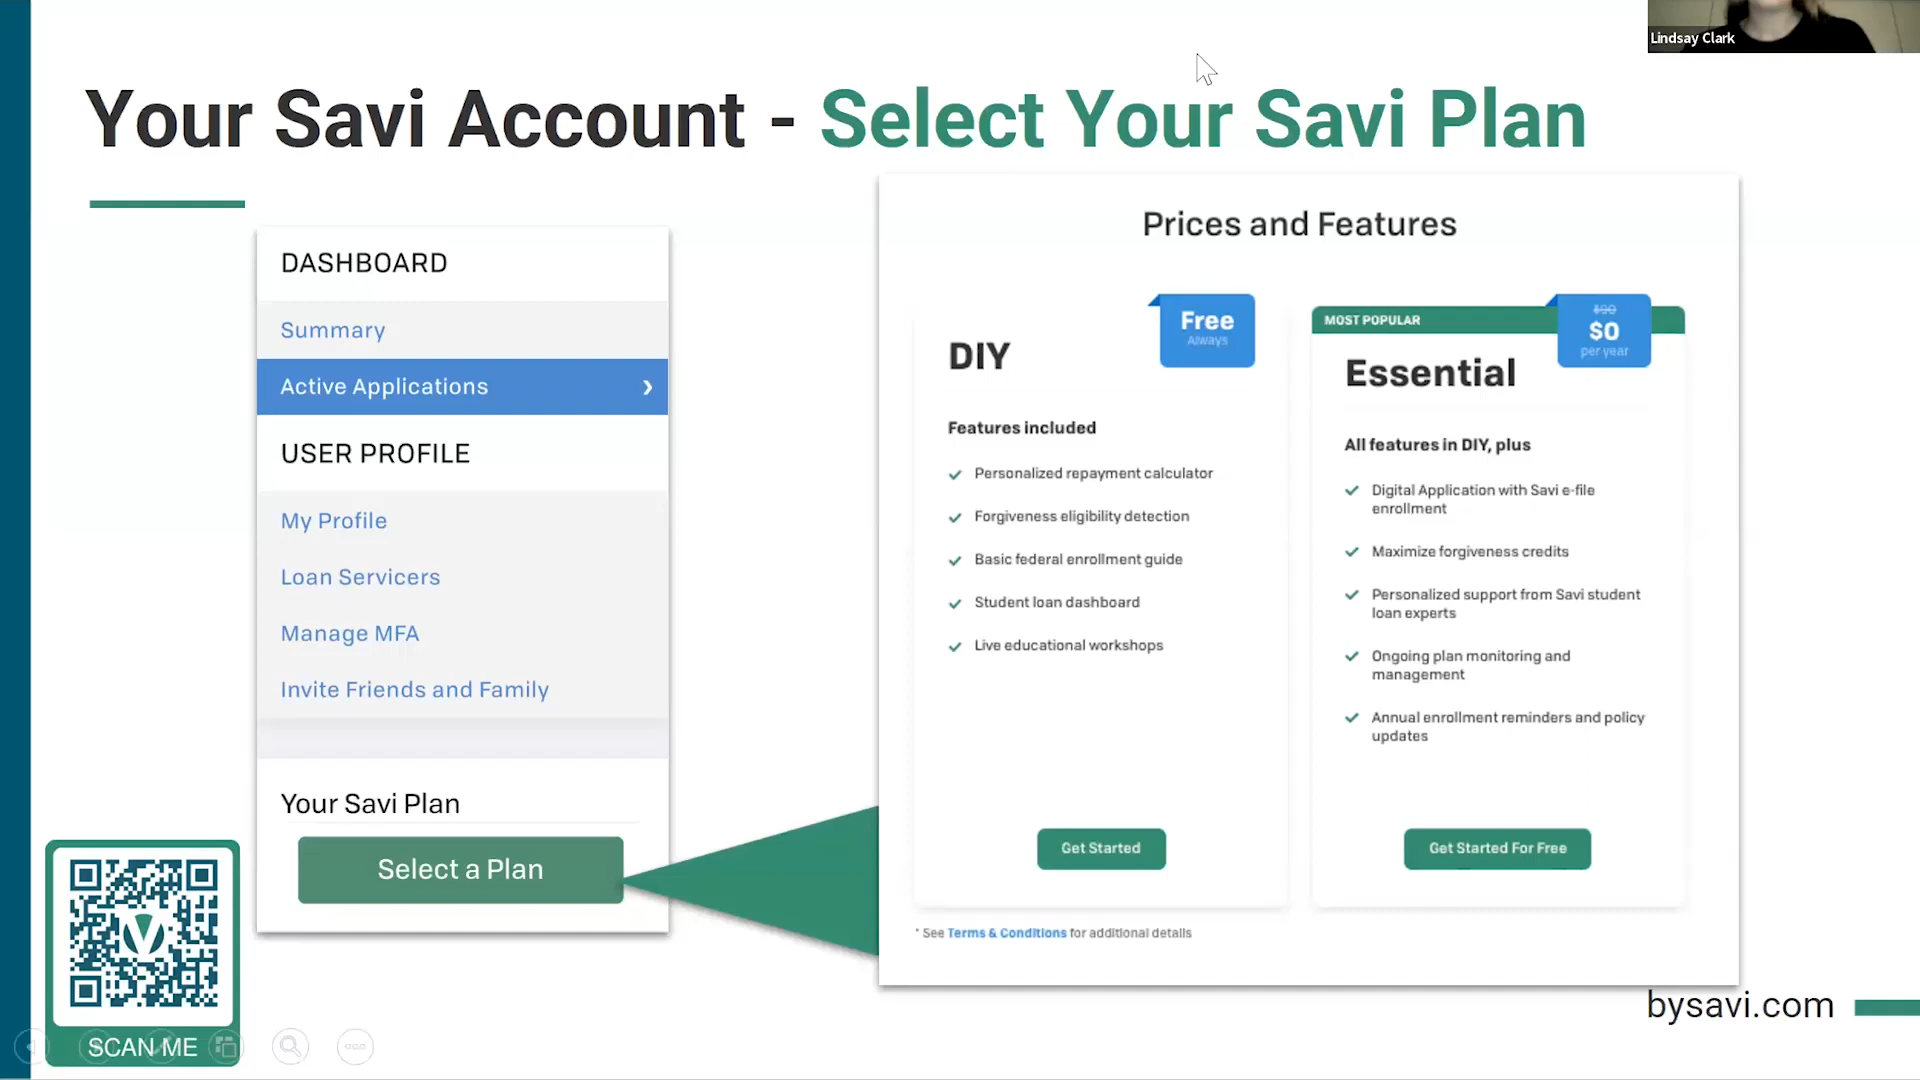 Lindsay Clark
Your Savi Account - Select Your Savi Plan
DASHBOARD
Summary
Active Applications
USER PROFILE
My Profile
Loan Servicers
Manage MFA
Invite Friends and Family
Your Savi Plan
Select a Plan
SCAN ME
Prices and Features
Free
Always
DIY
Features included
Personalized repayment calculator
Forgiveness eligibility detection
Basic federal enrollment guide
Student loan dashboard
Live educational workshops
Get Started
MOST POPULAR
$90
$0
per year
Essential
All features in DIY, plus
Digital Application with Savi e-file
enrollment
Maximize forgiveness credits
Personalized support from Savi student
loan experts
Ongoing plan monitoring and
management
Annual enrollment reminders and policy
updates
Get Started For Free
* See Terms & Conditions for additional details
bysavi.com